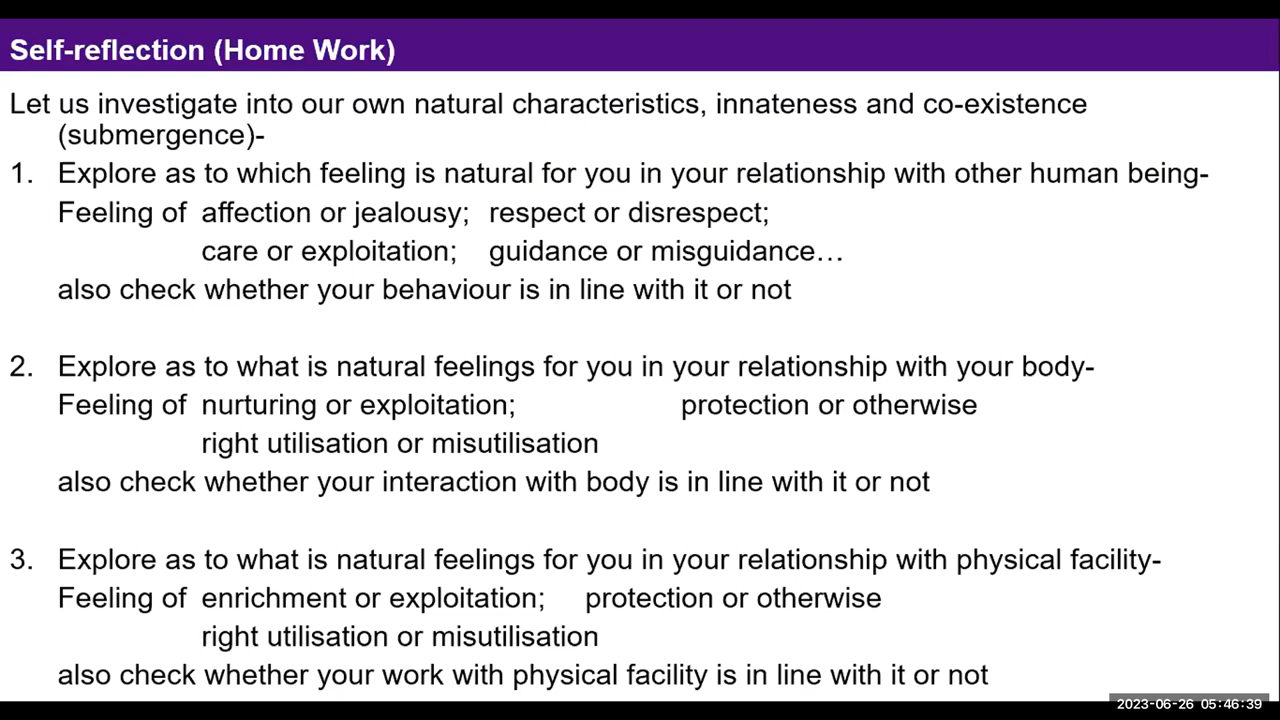 Self-reflection (Home Work)
Let us investigate into our own natural characteristics, innateness and co-existence
(submergence)-
1. Explore as to which feeling is natural for you in your relationship with other human being-
Feeling of affection or jealousy; respect or disrespect;
care or exploitation; guidance or misguidance…
also check whether your behaviour is in line with it or not
2. Explore as to what is natural feelings for you in your relationship with your body-
Feeling of nurturing or exploitation; protection or otherwise
right utilisation or misutilisation
also check whether your interaction with body is in line with it or not
3. Explore as to what is natural feelings for you in your relationship with physical facility-
Feeling of enrichment or exploitation; protection or otherwise
right utilisation or misutilisation
also check whether your work with physical facility is in line with it or not
2023-06-26 05:46:39